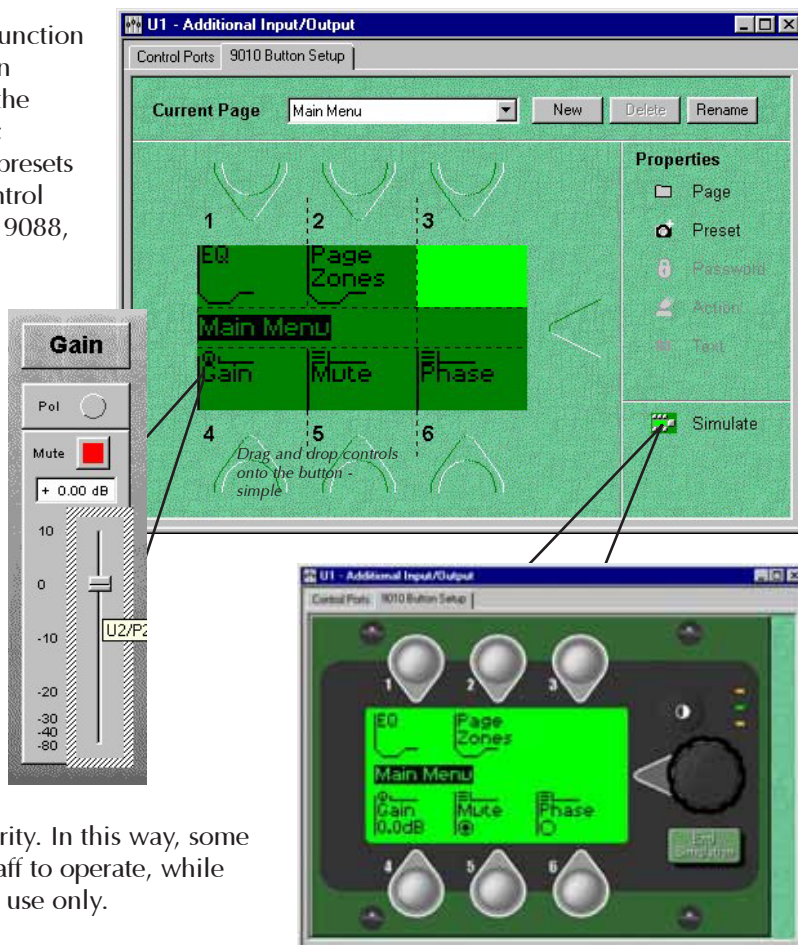 unction
n
the
presets
ntrol
9088,
U1 - Additional Input/Output
Control Ports 9010 Button Setup
Current Page Main Menu New Delete Rename
Properties
Page
Preset
Password
Action
Text
Simulate
1 2 3
EQ Page
Zones
Main Menu
Gain Mute Phase
4 5 6
Drag and drop controls
onto the button -
simple
Gain
Pol
Mute
+ 0.00 dB
10
0
U2/P2
-10
-20
-30
-40
-80
U1 - Additional Input/Output
Control Ports 9010 Button Setup
1 2 3
EQ Page
Zones
Main Menu
Gain Mute Phase
0.0dB
4 5 6
End
Simulation
rity. In this way, some
aff to operate, while
use only.